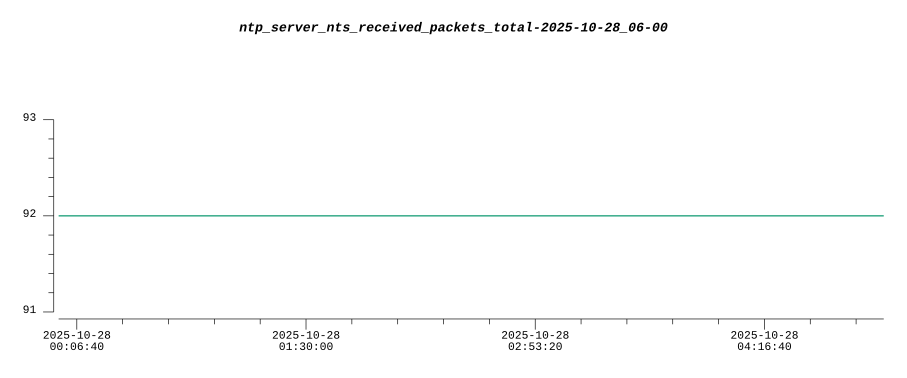 ntp_server_nts_received_packets_total-2025-10-28_06-00
93
92
91
2025-10-28 2025-10-28 2025-10-28 2025-10-28
00:06:40 01:30:00 02:53:20 04:16:40